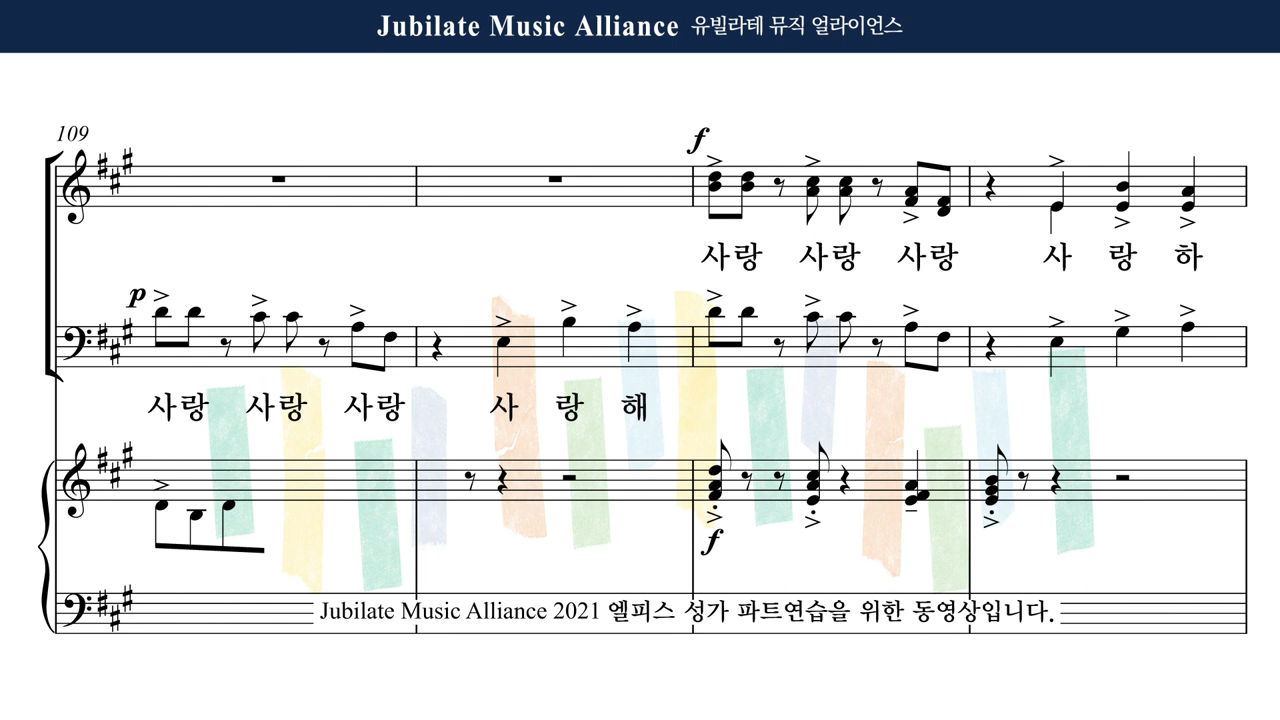 Jubilate Music Alliance 유빌라테 뮤직 얼라이언스
109
f
사랑 사랑 사랑 사 랑 하
p
사랑 사랑 사랑 사 랑 해
f
Jubilate Music Alliance 2021 엘피스 성가 파트연습을 위한 동영상입니다.